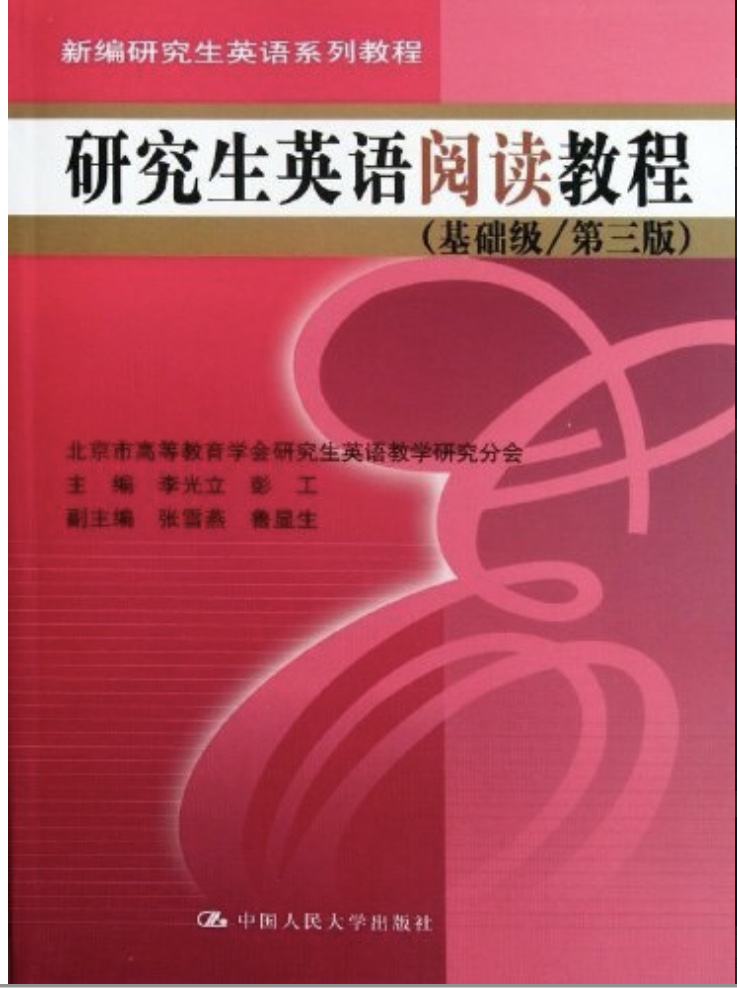 新编研究生英语系列教程
研究生英语阅读教程
（基础级/第三版）
北京市高等教育学会研究生英语教学研究分会
主 编 李光立 彭 工
副主编 张雪燕 鲁显生
中国人民大学出版社